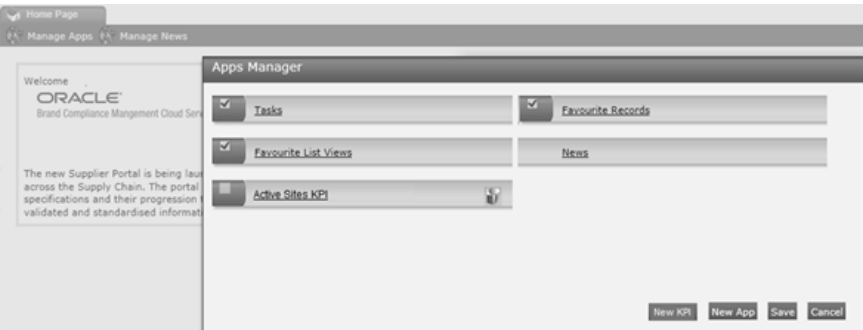 Home Page
Manage Apps Manage News
Apps Manager
Welcome
ORACLE
Brand Compliance Mangement Cloud Serv
Tasks
Favourite Records
Favourite List Views
News
Active Sites KPI
The new Supplier Portal is being lau
across the Supply Chain. The portal
specifications and their progression
validated and standardised informati
New KPI New App Save Cancel